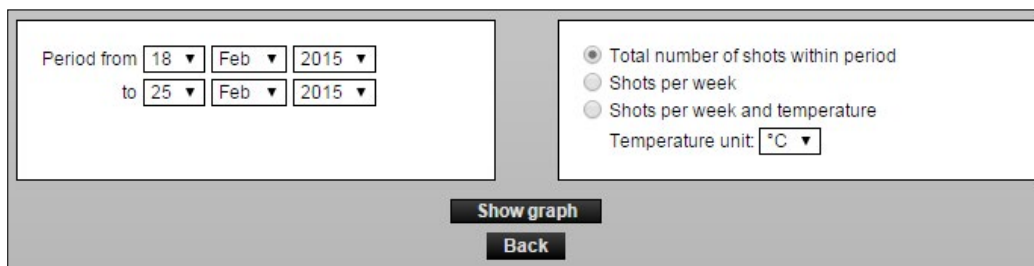 Period from 18 Feb 2015
to 25 Feb 2015
Total number of shots within period
Shots per week
Shots per week and temperature
Temperature unit: °C
Show graph
Back